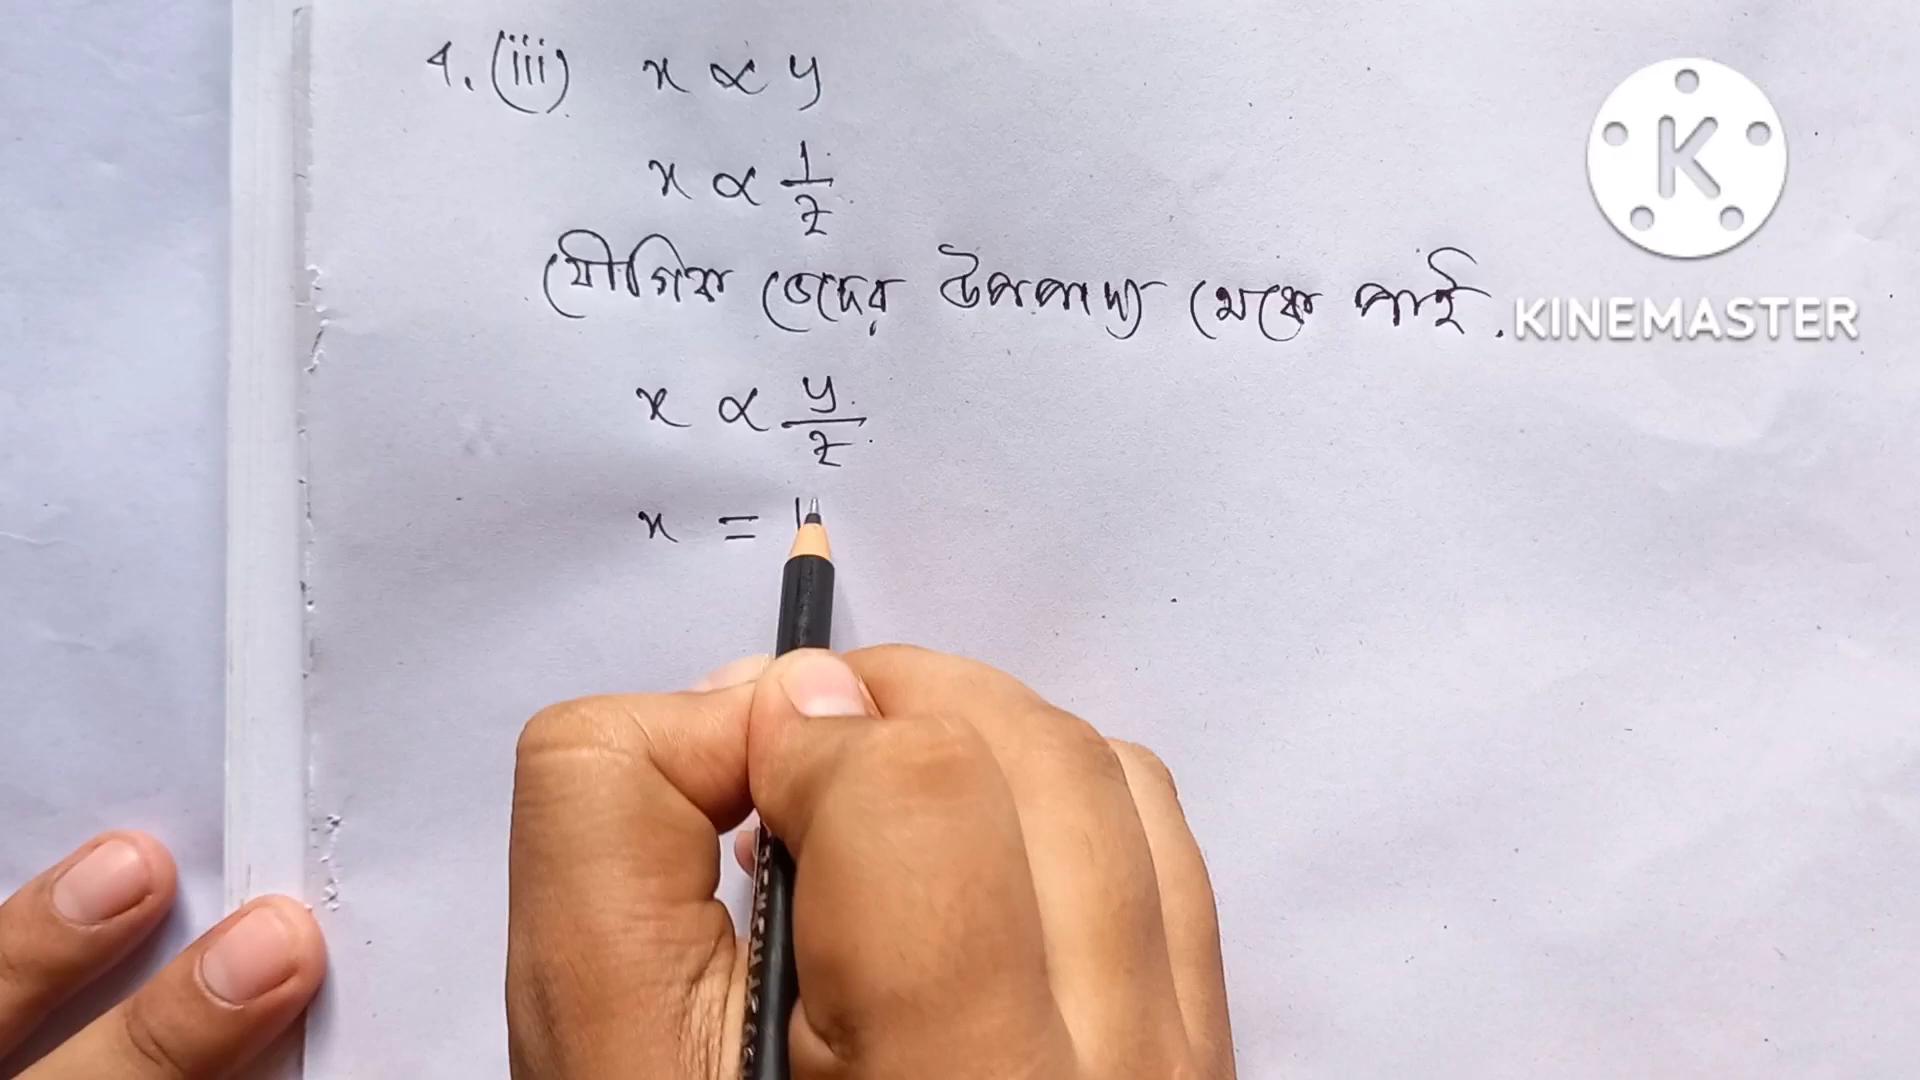 4. (iii) x ∝ y
x ∝ 1/z
যৌগিক ভেদের উপপাদ্য থেকে পাই.
x ∝ y/z
x =
K
KINEMASTER